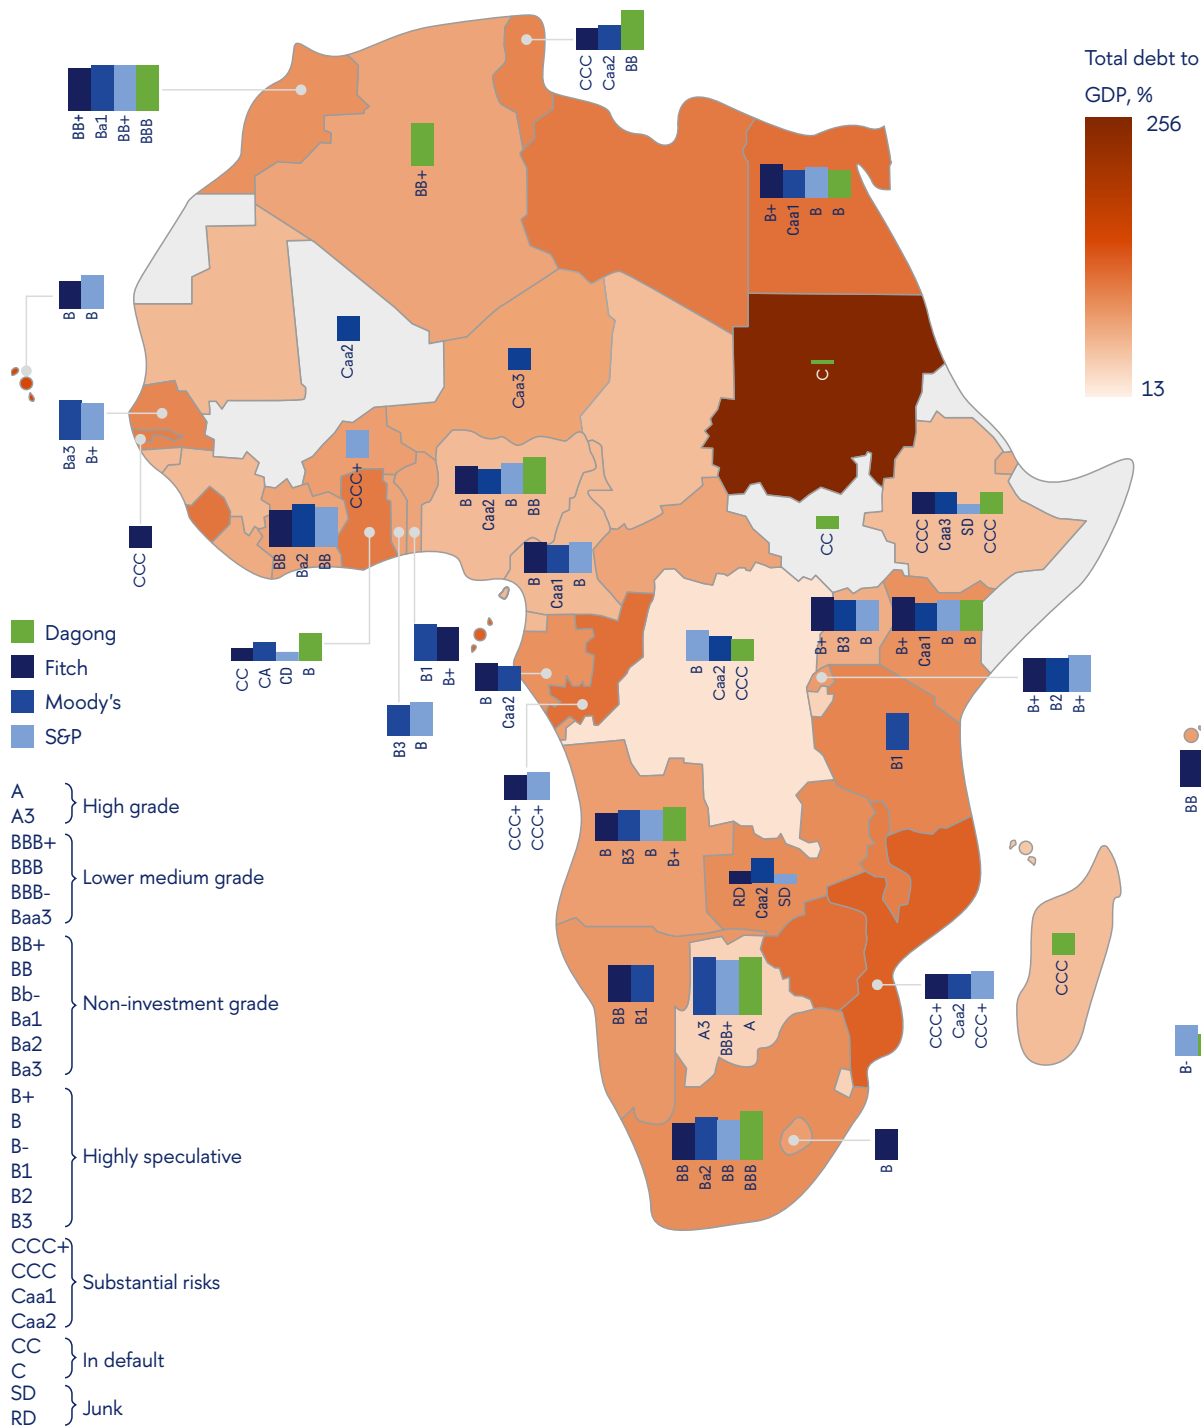 Total debt to
GDP, %
256
13
CCC
Caa2
BB
BB+
Ba1
BB+
BBB
BB+
B+
Caa1
B
B
B
B
Caa2
Caa3
C
Ba3
B+
CCC+
B
Caa2
B
BB
CCC
Caa3
SD
CCC
CCC
BB
Ba2
BB
CC
B
Caa1
B
B+
B3
B
B+
Caa1
B
B
Dagong
Fitch
Moody's
S&P
CC
CA
CD
B
B1
B+
B
Caa2
B
Caa2
CCC
B+
B2
B+
B3
B
B1
BB
CCC+
CCC+
B
B3
B
B+
RD
Caa2
SD
CCC
BB
B1
A3
BBB+
A
CCC+
Caa2
CCC+
B-
BB
Ba2
BB
BBB
B
A
A3
High grade
BBB+
BBB
BBB-
Baa3
Lower medium grade
BB+
BB
Bb-
Ba1
Ba2
Ba3
Non-investment grade
B+
B
B-
B1
B2
B3
Highly speculative
CCC+
CCC
Caa1
Caa2
Substantial risks
CC
C
In default
SD
RD
Junk